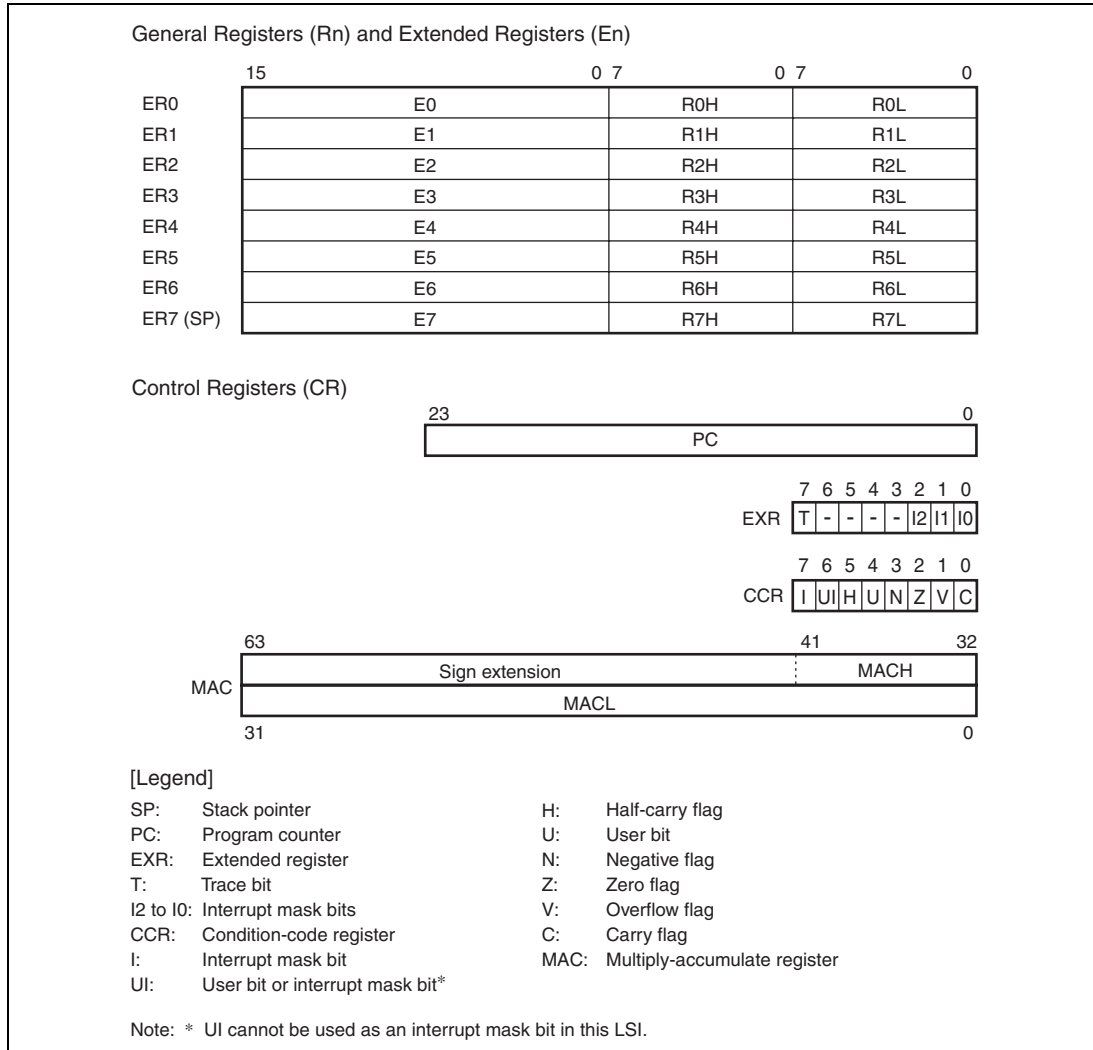 General Registers (Rn) and Extended Registers (En)
15 0 7 0 7 0
ER0 E0 R0H R0L
ER1 E1 R1H R1L
ER2 E2 R2H R2L
ER3 E3 R3H R3L
ER4 E4 R4H R4L
ER5 E5 R5H R5L
ER6 E6 R6H R6L
ER7 (SP) E7 R7H R7L
Control Registers (CR)
23 0
PC
7 6 5 4 3 2 1 0
EXR T - - - - I2 I1 I0
7 6 5 4 3 2 1 0
CCR I UI H U N Z V C
63 41 32
Sign extension MACH
MAC
MACL
31 0
[Legend]
SP: Stack pointer
PC: Program counter
EXR: Extended register
T: Trace bit
I2 to I0: Interrupt mask bits
CCR: Condition-code register
I: Interrupt mask bit
UI: User bit or interrupt mask bit*
H: Half-carry flag
U: User bit
N: Negative flag
Z: Zero flag
V: Overflow flag
C: Carry flag
MAC: Multiply-accumulate register
Note: * UI cannot be used as an interrupt mask bit in this LSI.